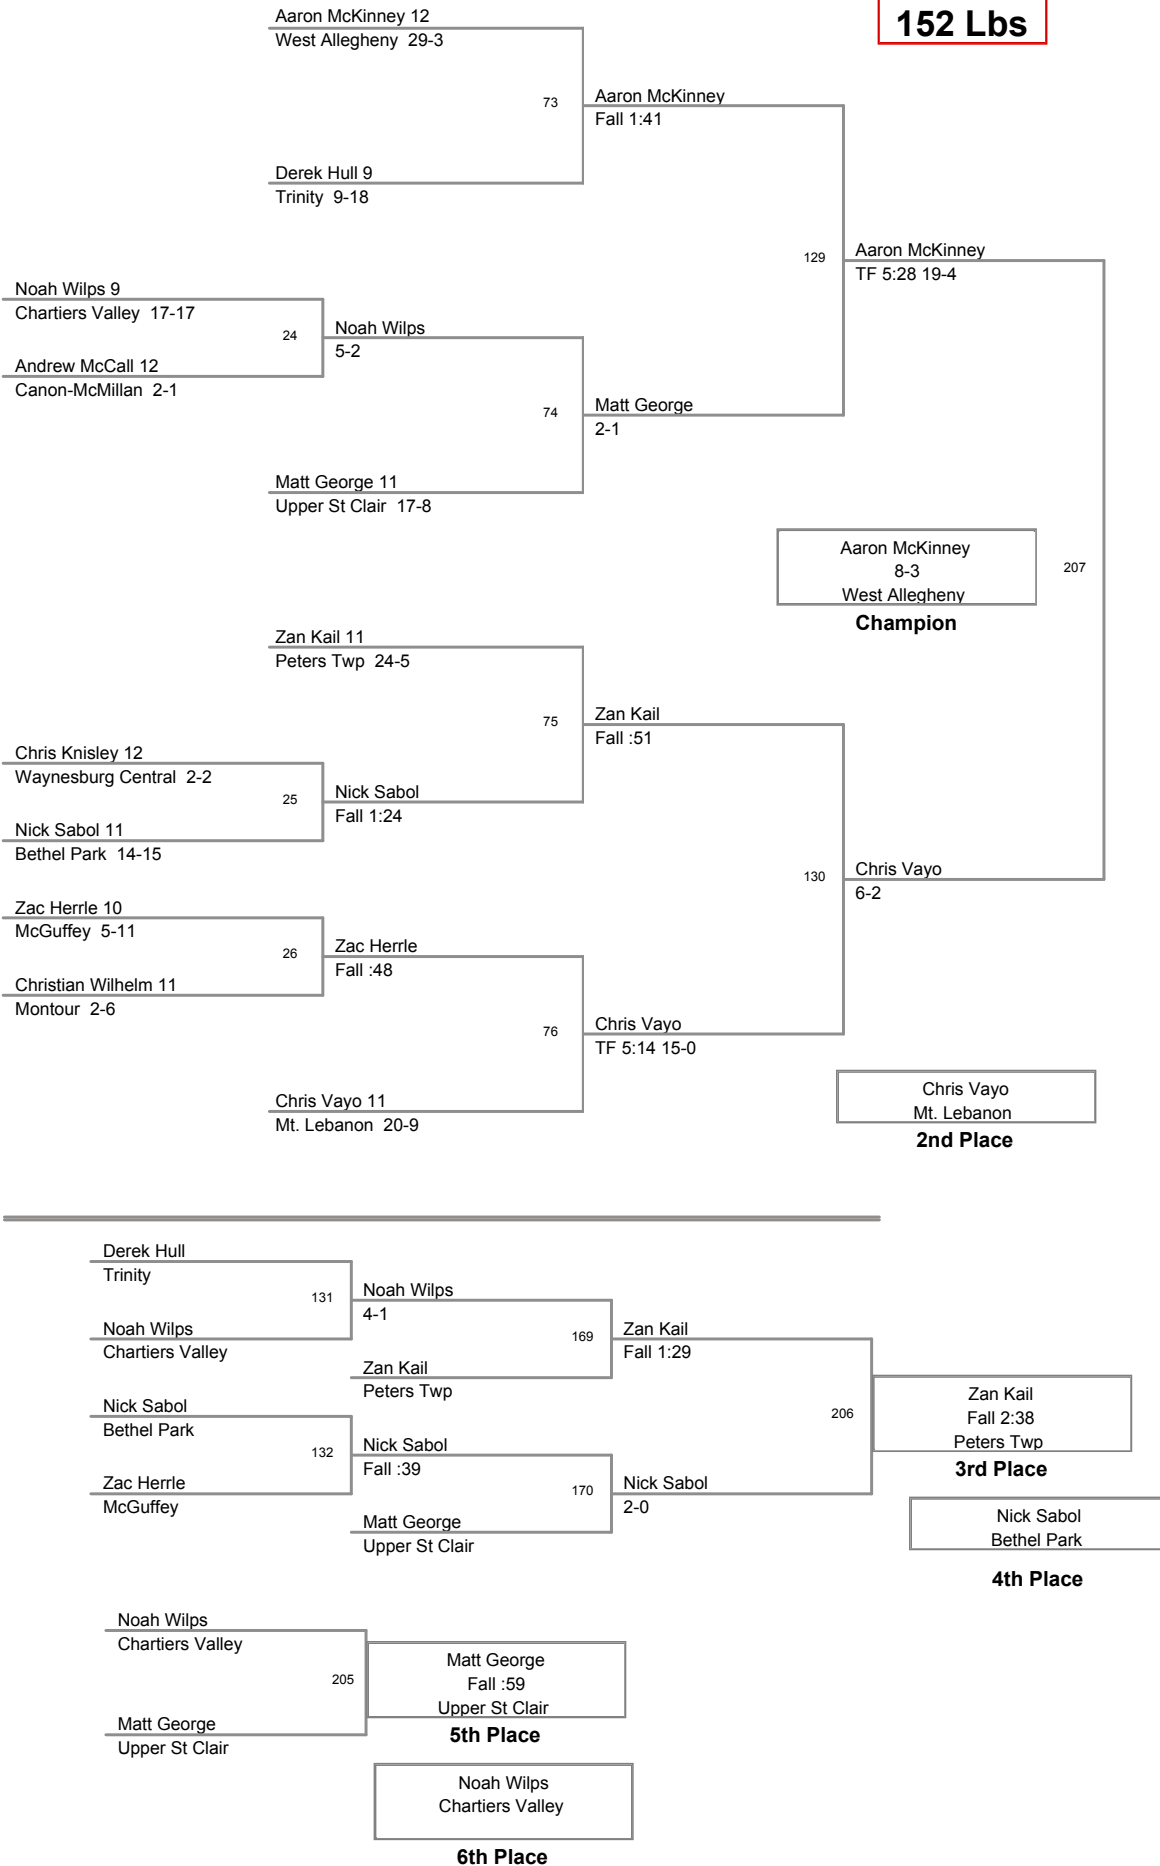 152 Lbs
Aaron McKinney 12
West Allegheny 29-3
73
Aaron McKinney
Fall 1:41
Derek Hull 9
Trinity 9-18
129
Aaron McKinney
TF 5:28 19-4
Noah Wilps 9
Chartiers Valley 17-17
24
Noah Wilps
5-2
Andrew McCall 12
Canon-McMillan 2-1
74
Matt George
2-1
Matt George 11
Upper St Clair 17-8
Aaron McKinney
8-3
West Allegheny
207
Champion
Zan Kail 11
Peters Twp 24-5
75
Zan Kail
Fall :51
Chris Knisley 12
Waynesburg Central 2-2
25
Nick Sabol
Fall 1:24
Nick Sabol 11
Bethel Park 14-15
130
Chris Vayo
6-2
Zac Herrle 10
McGuffey 5-11
26
Zac Herrle
Fall :48
Christian Wilhelm 11
Montour 2-6
76
Chris Vayo
TF 5:14 15-0
Chris Vayo 11
Mt. Lebanon 20-9
Chris Vayo
Mt. Lebanon
2nd Place
Derek Hull
Trinity
131
Noah Wilps
4-1
Noah Wilps
Chartiers Valley
169
Zan Kail
Fall 1:29
Zan Kail
Peters Twp
Nick Sabol
Bethel Park
132
Nick Sabol
Fall :39
Zac Herrle
McGuffey
170
Nick Sabol
2-0
Matt George
Upper St Clair
206
Zan Kail
Fall 2:38
Peters Twp
3rd Place
Nick Sabol
Bethel Park
4th Place
Noah Wilps
Chartiers Valley
205
Matt George
Fall :59
Upper St Clair
5th Place
Matt George
Upper St Clair
Noah Wilps
Chartiers Valley
6th Place